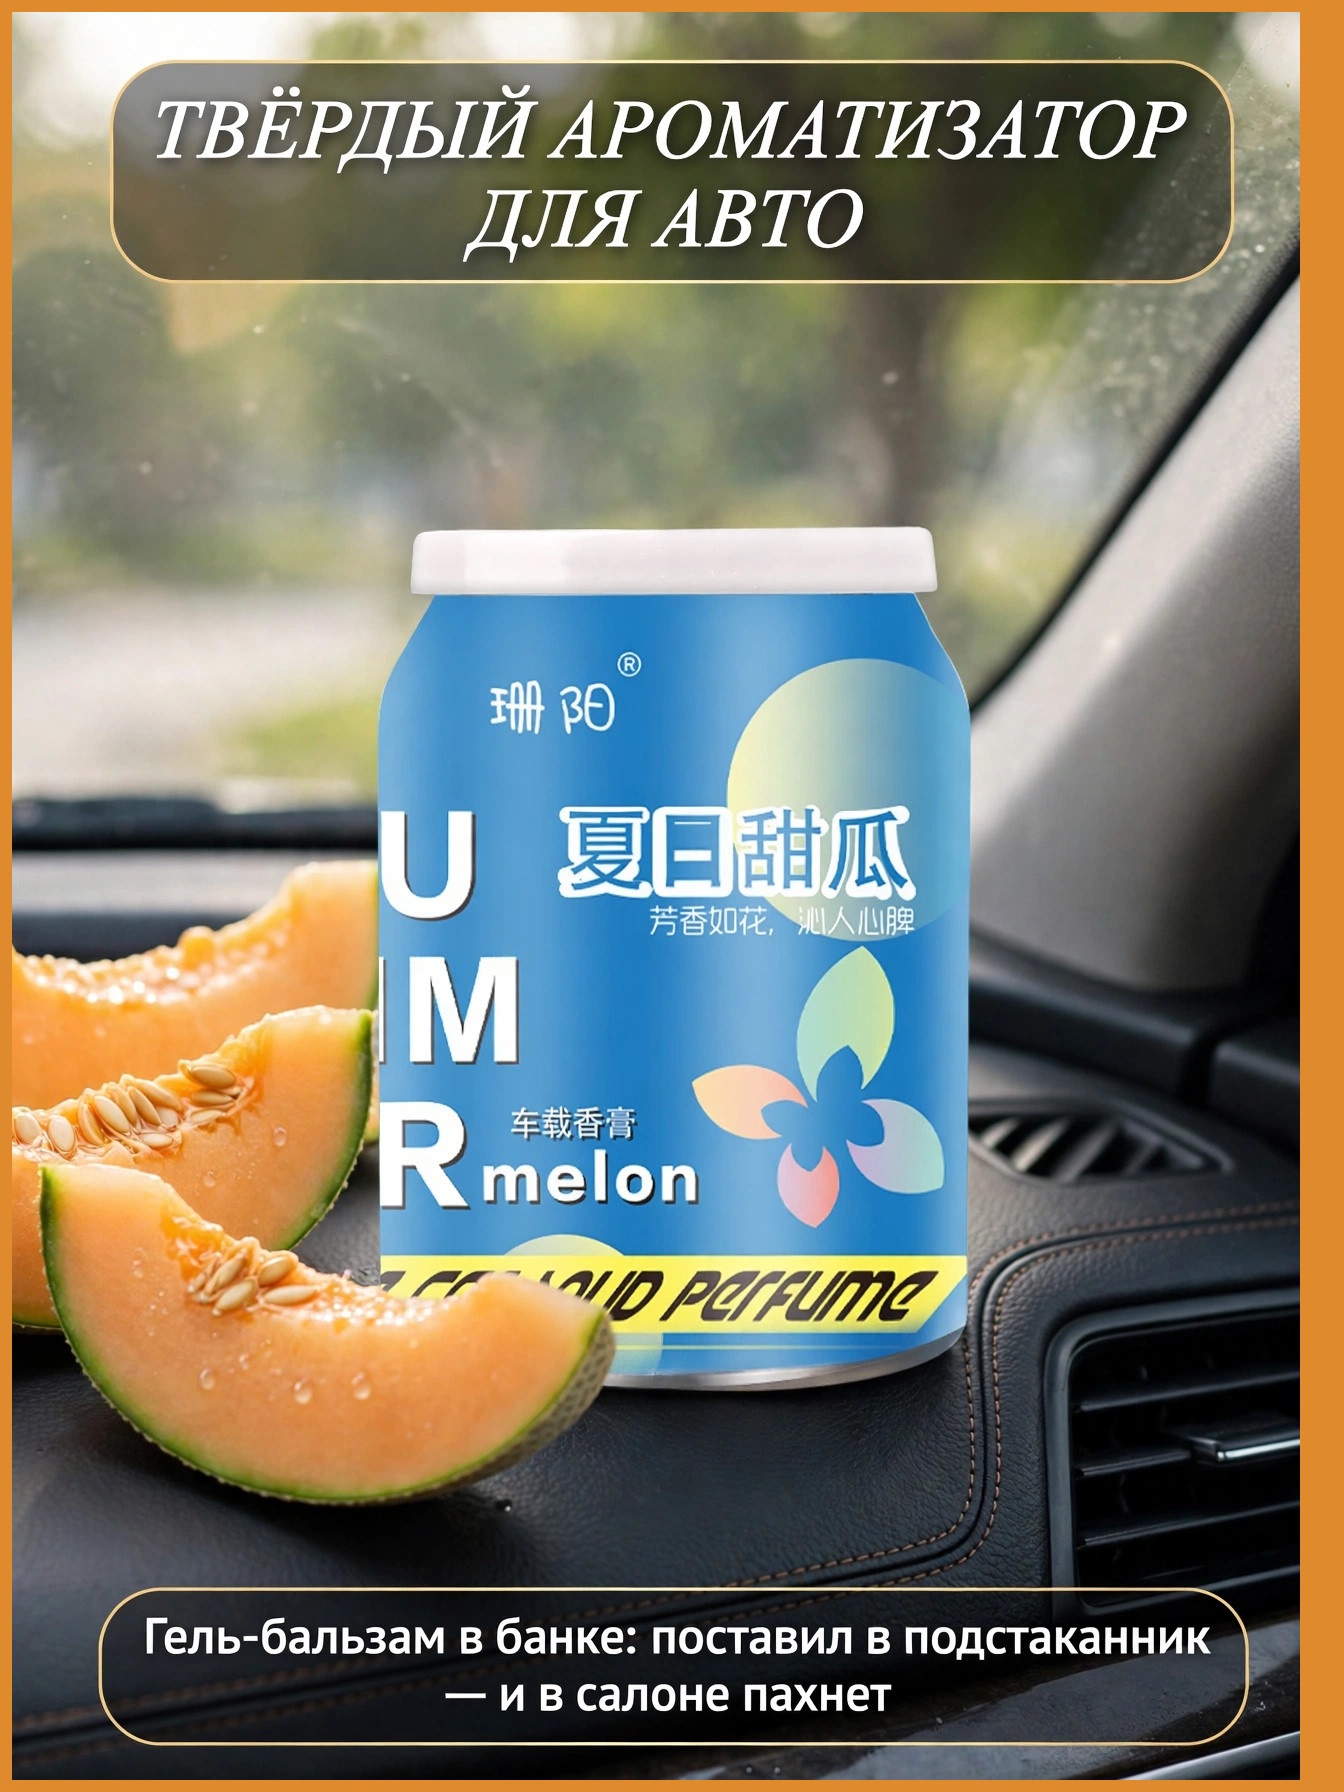 ТВЁРДЫЙ АРОМАТИЗАТОР
ДЛЯ АВТО
珊阳®
U
夏日甜瓜
芳香如花，沁人心脾
IM
车载香膏
R melon
PERFUME
Гель-бальзам в банке: поставил в подстаканник
— и в салоне пахнет